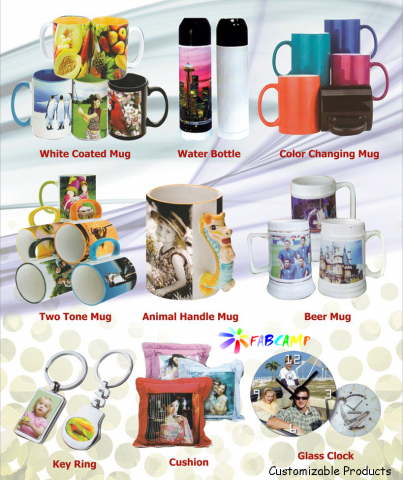 White Coated Mug
Water Bottle
Color Changing Mug
Two Tone Mug
Animal Handle Mug
Beer Mug
FABCAMP
Key Ring
Cushion
Glass Clock
Customizable Products